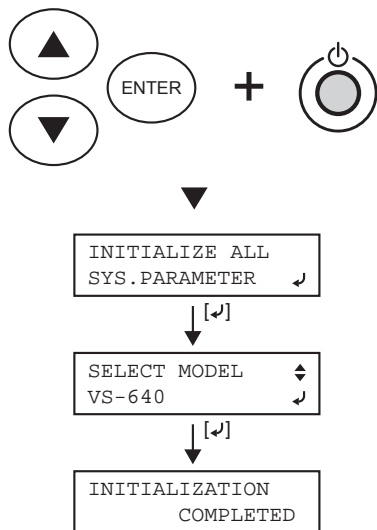 ENTER
+
INITIALIZE ALL
SYS.PARAMETER ↵
[↵]
SELECT MODEL
VS-640 ↵
[↵]
INITIALIZATION
COMPLETED